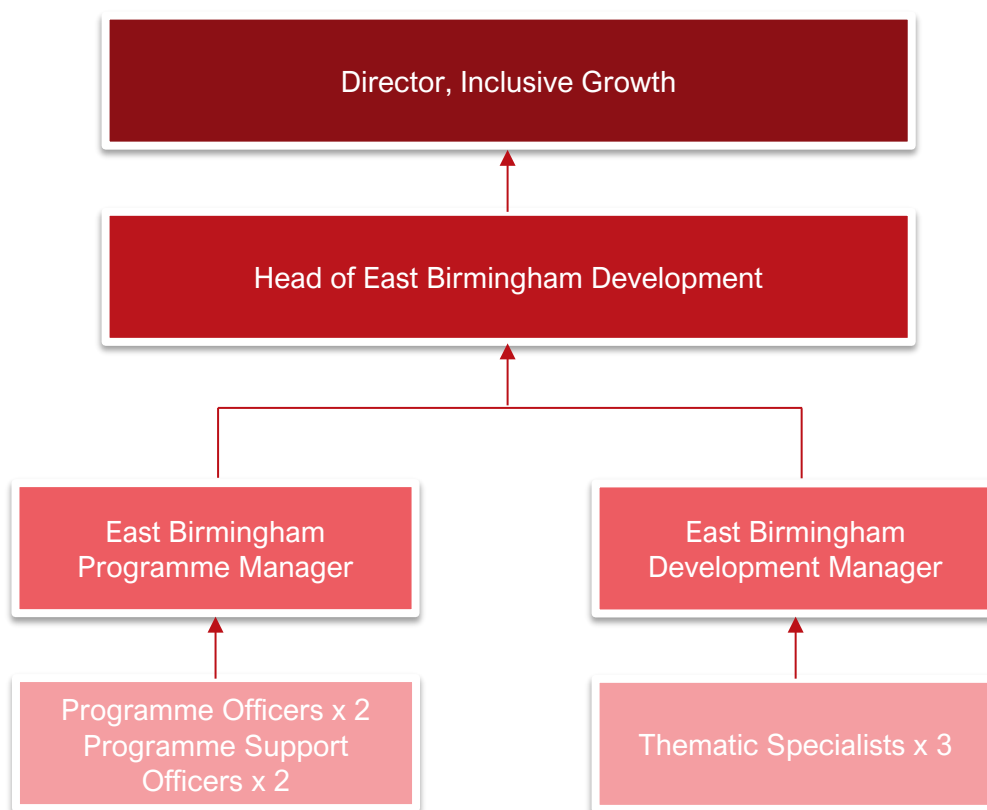 Director, Inclusive Growth
Head of East Birmingham Development
East Birmingham
Programme Manager
East Birmingham
Development Manager
Programme Officers x 2
Programme Support
Officers x 2
Thematic Specialists x 3